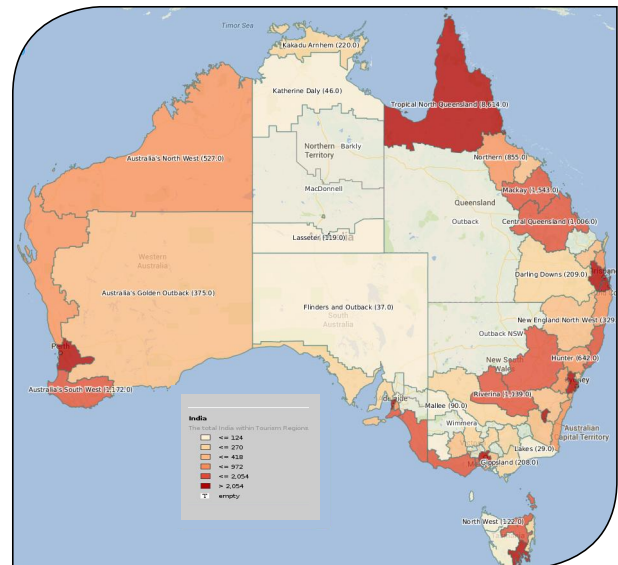 Timor Sea
Kakadu Arnhem (220.0)
Katherine Daly (46.0)
Tropical North Queensland (8,614.0)
Northern Territory
Barkly
Northern (855.0)
Australia's North West (527.0)
MacDonnell
Mackay (1,543.0)
Queensland
Outback
Central Queensland (1,006.0)
Lasseter (119.0)
Western Australia
Darling Downs (209.0)
Australia's Golden Outback (375.0)
Flinders and Outback (37.0)
South Australia
New England North West (329
Outback NSW
Hunter (642.0)
New South Wales
Australia's South West (1,172.0)
Riverina (1,139.0)
Mallee (90.0)
Wimmera
Australian Capital Territory
Lakes (29.0)
Gippsland (208.0)
North West (122.0)
India
The total India within Tourism Regions
<= 124
<= 270
<= 418
<= 972
<= 2,054
> 2,054
empty